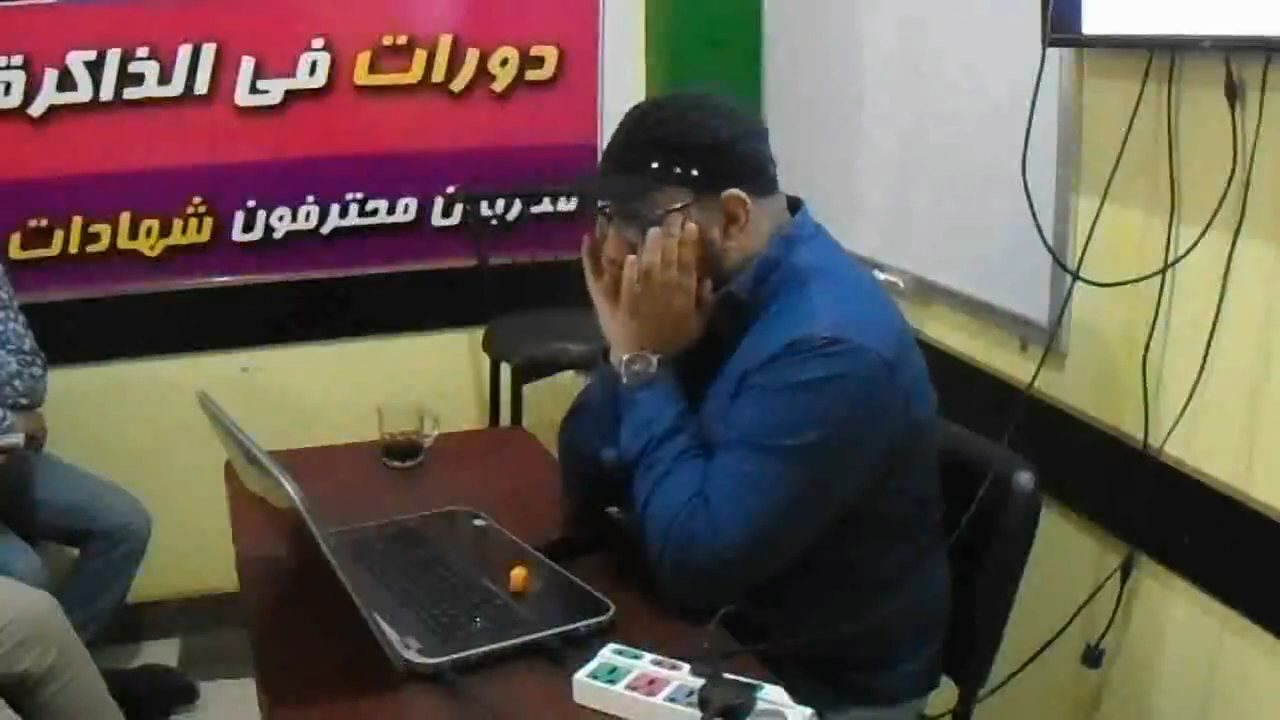 دورات فى الذاكرة
محترفون شهادات